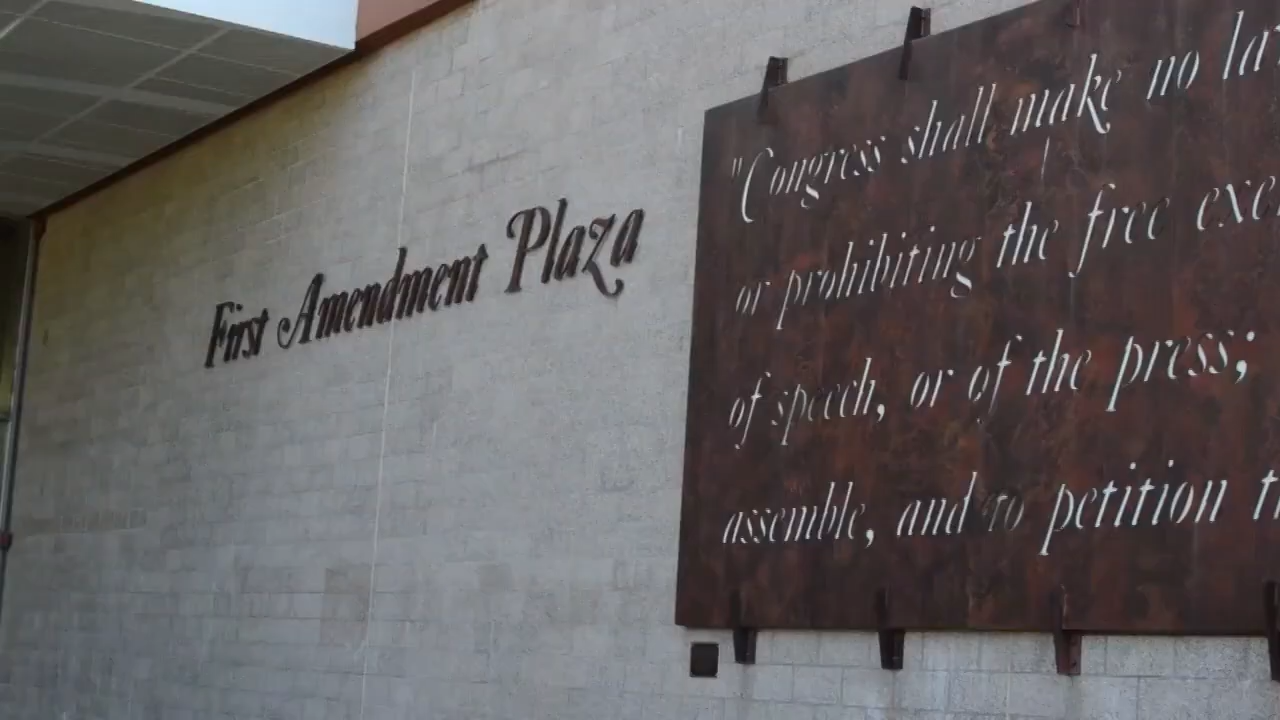 First Amendment Plaza
"Congress shall make no la
or prohibiting the free exe
of speech, or of the press;
assemble, and to petition t